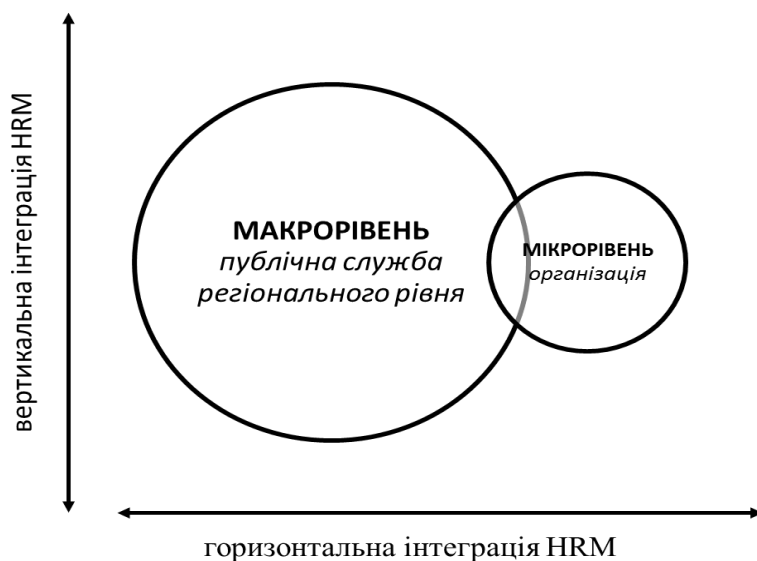 вертикальна інтеграція HRM
МАКРОРІВЕНЬ
публічна служба
регіонального рівня
МІКРОРІВЕНЬ
організація
горизонтальна інтеграція HRM